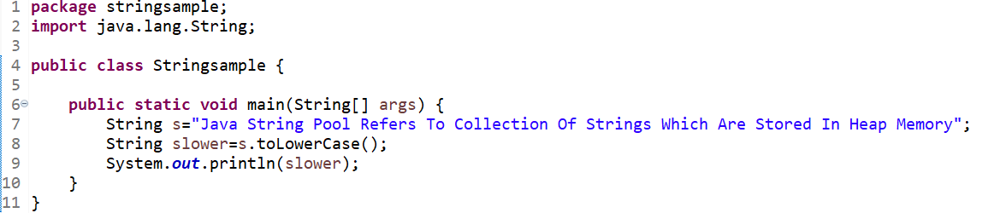 1 package stringsample;
2 import java.lang.String;
3
4 public class Stringsample {
5
6 public static void main(String[] args) {
7 String s="Java String Pool Refers To Collection Of Strings Which Are Stored In Heap Memory";
8 String slower=s.toLowerCase();
9 System.out.println(slower);
10 }
11 }